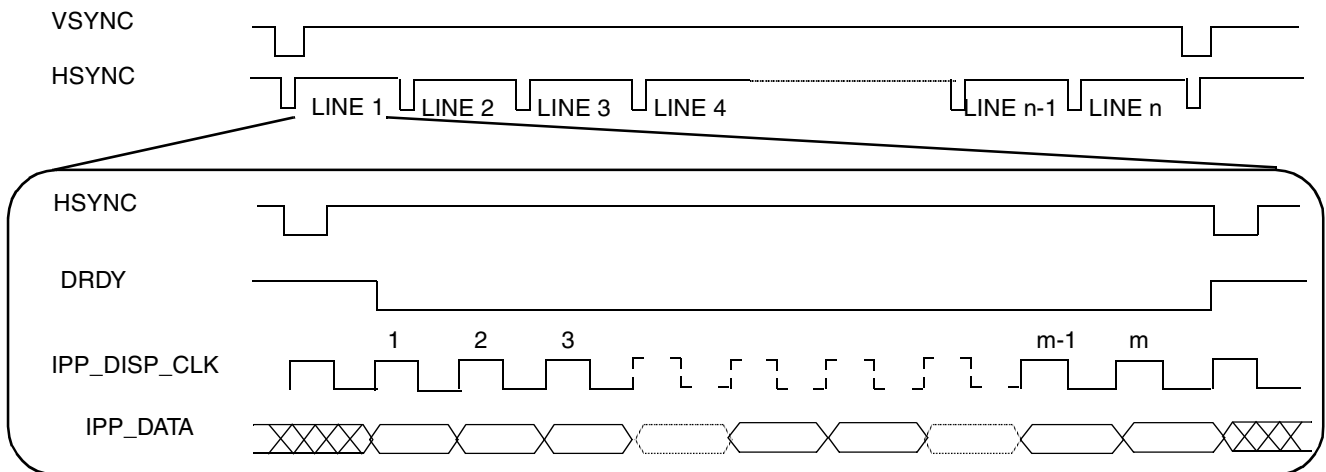 VSYNC
HSYNC
LINE 1 LINE 2 LINE 3 LINE 4 LINE n-1 LINE n
HSYNC
DRDY
1 2 3 m-1 m
IPP_DISP_CLK
IPP_DATA